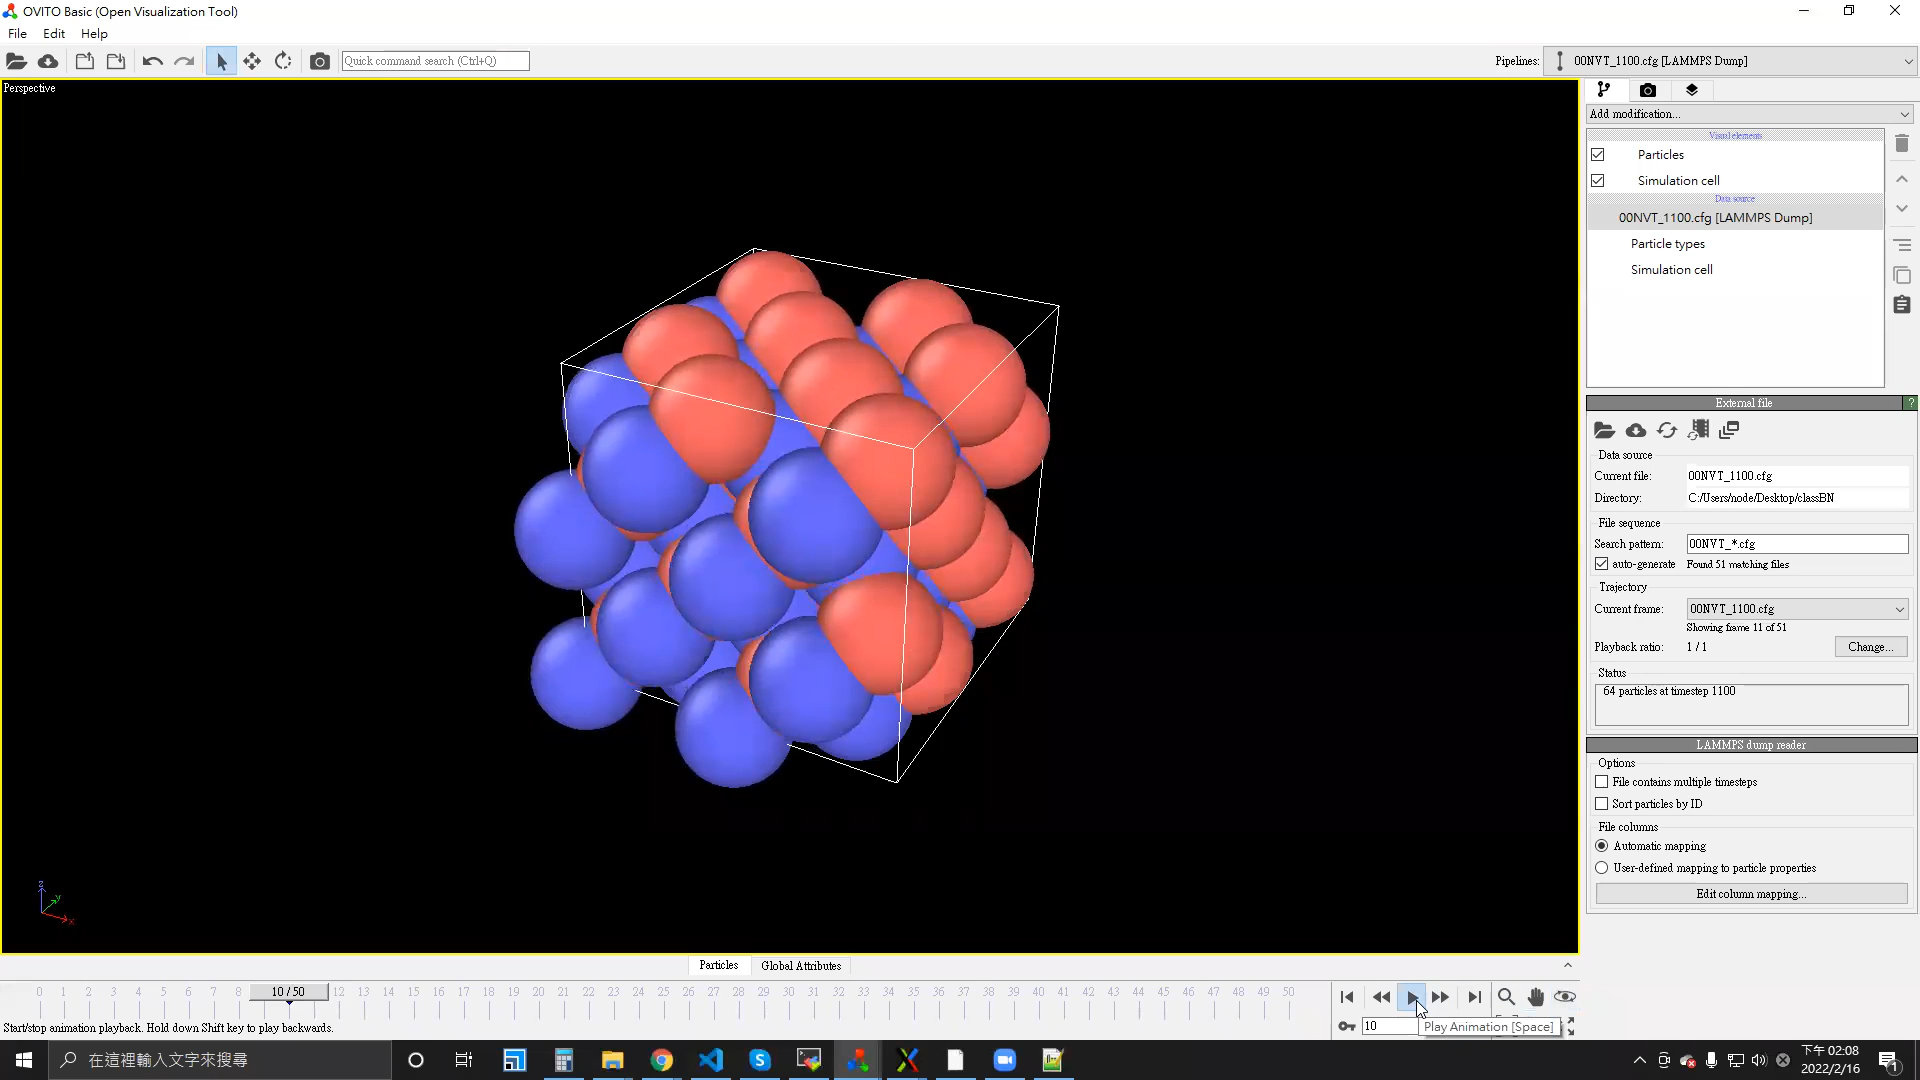 OVITO Basic (Open Visualization Tool)
File Edit Help
Quick command search (Ctrl+Q)
Pipelines: 00NVT_1100.cfg [LAMMPS Dump]
Perspective
Add modification...
Visual elements
Particles
Simulation cell
Data source
00NVT_1100.cfg [LAMMPS Dump]
Particle types
Simulation cell
External file ?
Data source
Current file: 00NVT_1100.cfg
Directory: C:/Users/node/Desktop/classBN
File sequence
Search pattern: 00NVT_*.cfg
auto-generate Found 51 matching files
Trajectory
Current frame: 00NVT_1100.cfg
Showing frame 11 of 51
Playback ratio: 1 / 1 Change...
Status
64 particles at timestep 1100
LAMMPS dump reader
Options
File contains multiple timesteps
Sort particles by ID
File columns
Automatic mapping
User-defined mapping to particle properties
Edit column mapping...
z
y
x
Particles Global Attributes
0 1 2 3 4 5 6 7 8 10 / 50 12 13 14 15 16 17 18 19 20 21 22 23 24 25 26 27 28 29 30 31 32 33 34 35 36 37 38 39 40 41 42 43 44 45 46 47 48 49 50
Start/stop animation playback. Hold down Shift key to play backwards.
10
Play Animation [Space]
在這裡輸入文字來搜尋
下午 02:08
2022/2/16
1